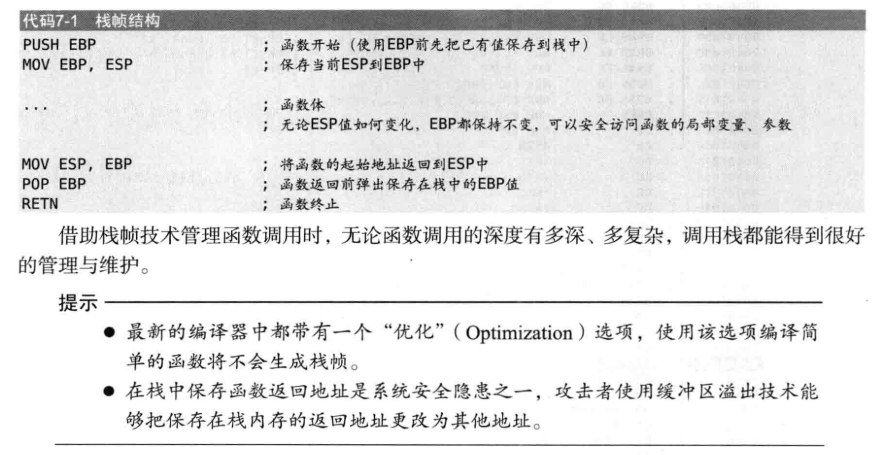 代码7-1 栈帧结构
PUSH EBP ; 函数开始（使用EBP前先把已有值保存到栈中）
MOV EBP, ESP ; 保存当前ESP到EBP中
... ; 函数体
; 无论ESP值如何变化，EBP都保持不变，可以安全访问函数的局部变量、参数
MOV ESP, EBP ; 将函数的起始地址返回到ESP中
POP EBP ; 函数返回前弹出保存在栈中的EBP值
RETN ; 函数终止
借助栈帧技术管理函数调用时，无论函数调用的深度有多深、多复杂，调用栈都能得到很好
的管理与维护。
提示
● 最新的编译器中都带有一个“优化”（Optimization）选项，使用该选项编译简
单的函数将不会生成栈帧。
● 在栈中保存函数返回地址是系统安全隐患之一，攻击者使用缓冲区溢出技术能
够把保存在栈内存的返回地址更改为其他地址。